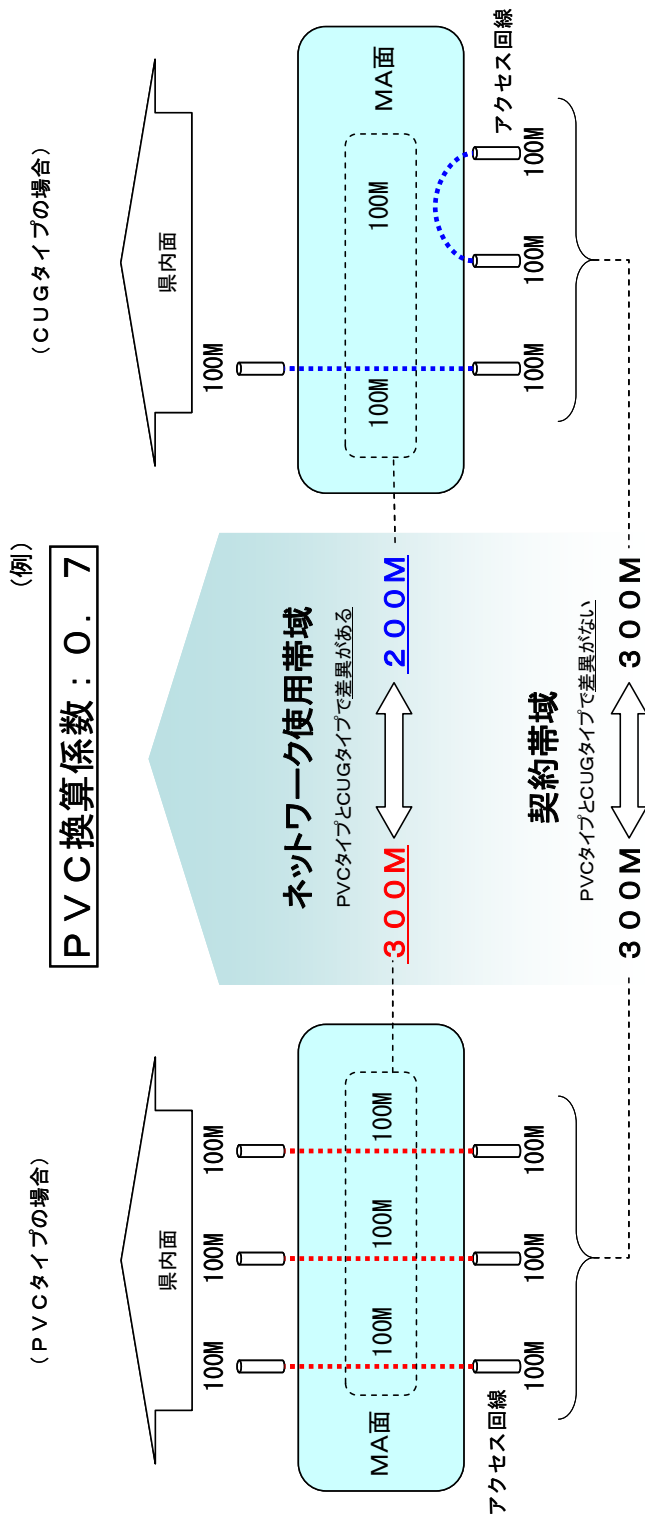 (例)
PVC換算係数:0.7
(PVCタイプの場合)
県内面
100M 100M 100M
MA面
100M 100M 100M
アクセス回線
100M 100M 100M
ネットワーク使用帯域
PVCタイプとCUGタイプで差異がある
300M 200M
契約帯域
PVCタイプとCUGタイプで差異がない
300M 300M
(CUGタイプの場合)
県内面
100M
MA面
100M 100M
アクセス回線
100M 100M 100M